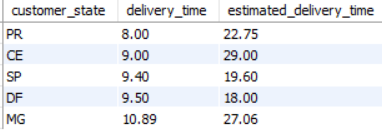 customer_state delivery_time estimated_delivery_time
PR 8.00 22.75
CE 9.00 29.00
SP 9.40 19.60
DF 9.50 18.00
MG 10.89 27.06